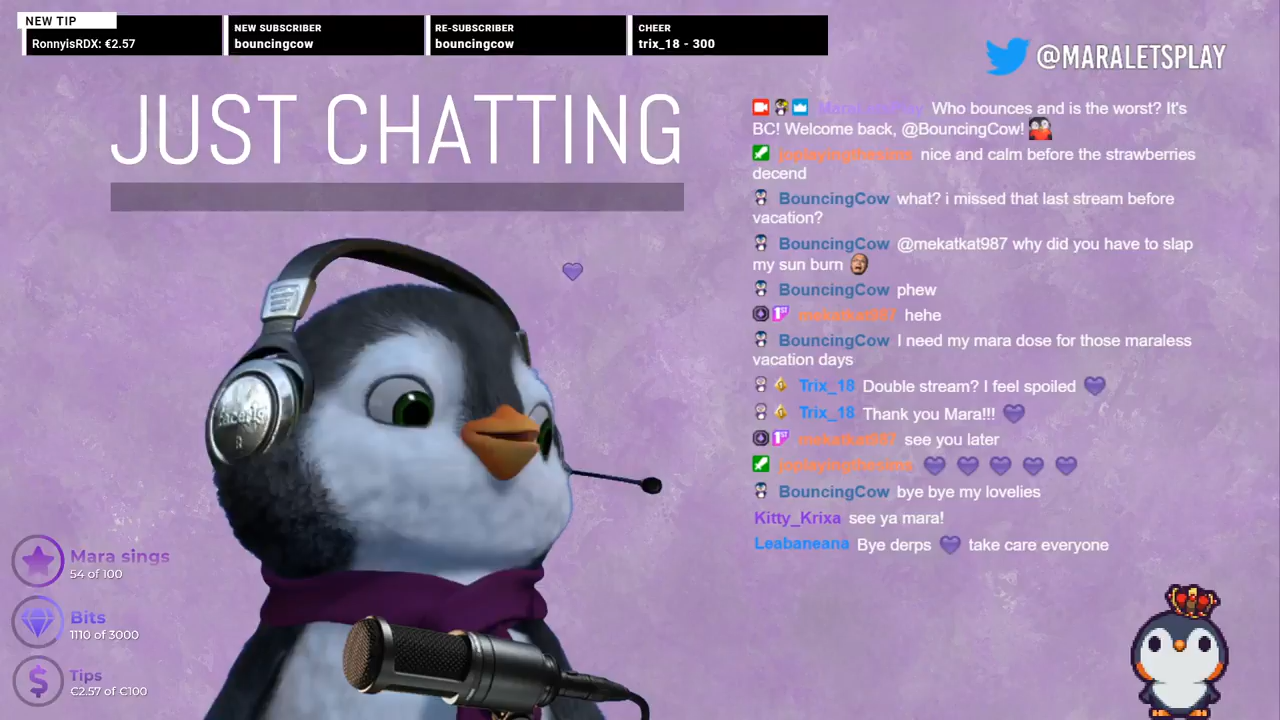 NEW TIP
RonnyisRDX: €2.57
NEW SUBSCRIBER
bouncingcow
RE-SUBSCRIBER
bouncingcow
CHEER
trix_18 - 300
@MARALETSPLAY
JUST CHATTING
MaraLetsPlay Who bounces and is the worst? It's
BC! Welcome back, @BouncingCow!
joplayingthesims nice and calm before the strawberries
decend
BouncingCow what? i missed that last stream before
vacation?
BouncingCow @mekatkat987 why did you have to slap
my sun burn
BouncingCow phew
mekatkat987 hehe
BouncingCow I need my mara dose for those maraless
vacation days
Trix_18 Double stream? I feel spoiled
Trix_18 Thank you Mara!!!
mekatkat987 see you later
joplayingthesims
BouncingCow bye bye my lovelies
Kitty_Krixa see ya mara!
Leabaneana Bye derps take care everyone
Mara sings
54 of 100
Bits
1110 of 3000
Tips
€2.57 of €100